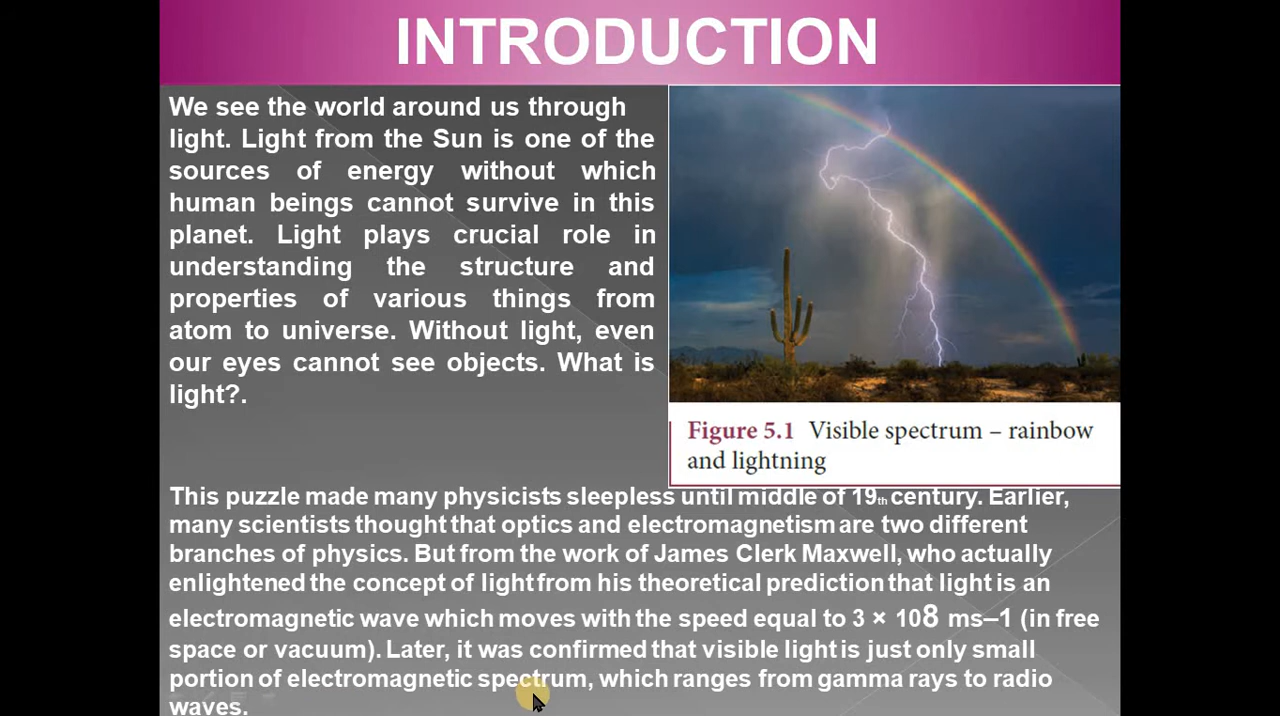 INTRODUCTION
We see the world around us through
light. Light from the Sun is one of the
sources of energy without which
human beings cannot survive in this
planet. Light plays crucial role in
understanding the structure and
properties of various things from
atom to universe. Without light, even
our eyes cannot see objects. What is
light?.
Figure 5.1 Visible spectrum – rainbow
and lightning
This puzzle made many physicists sleepless until middle of 19th century. Earlier,
many scientists thought that optics and electromagnetism are two different
branches of physics. But from the work of James Clerk Maxwell, who actually
enlightened the concept of light from his theoretical prediction that light is an
electromagnetic wave which moves with the speed equal to 3 × 108 ms–1 (in free
space or vacuum). Later, it was confirmed that visible light is just only small
portion of electromagnetic spectrum, which ranges from gamma rays to radio
waves.